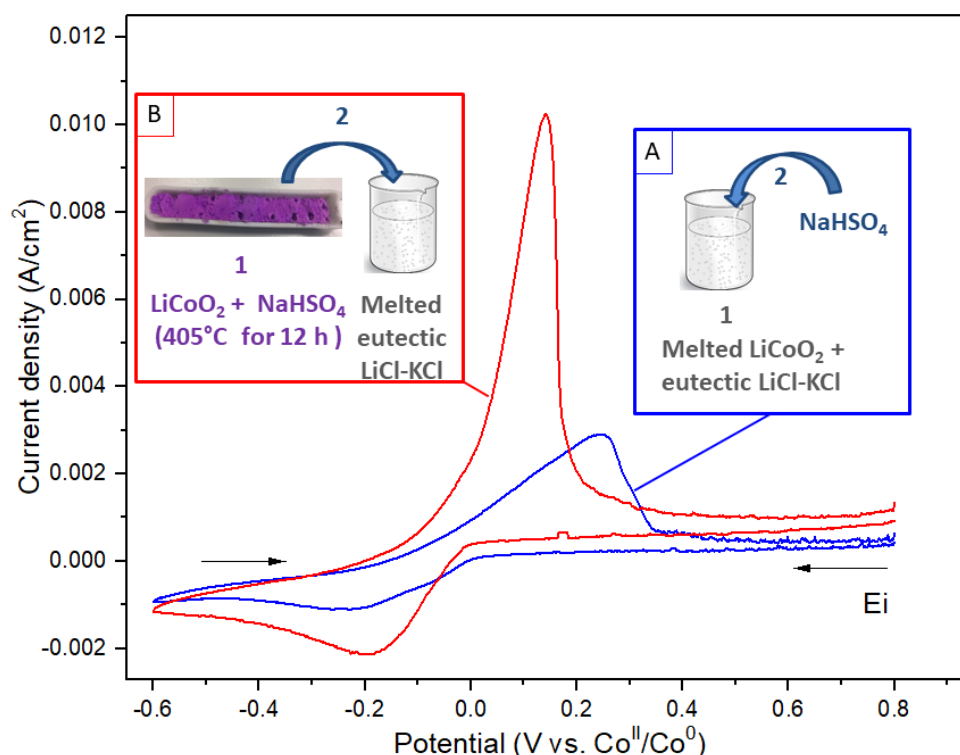 0.012
0.010
0.008
0.006
0.004
0.002
0.000
-0.002
Current density (A/cm²)
B
2
1
LiCoO₂ + NaHSO₄
(405°C for 12 h )
Melted
eutectic
LiCl-KCl
A
2
NaHSO₄
1
Melted LiCoO₂ +
eutectic LiCl-KCl
Ei
-0.6
-0.4
-0.2
0.0
0.2
0.4
0.6
0.8
Potential (V vs. Coᴵᴵ/Co⁰)